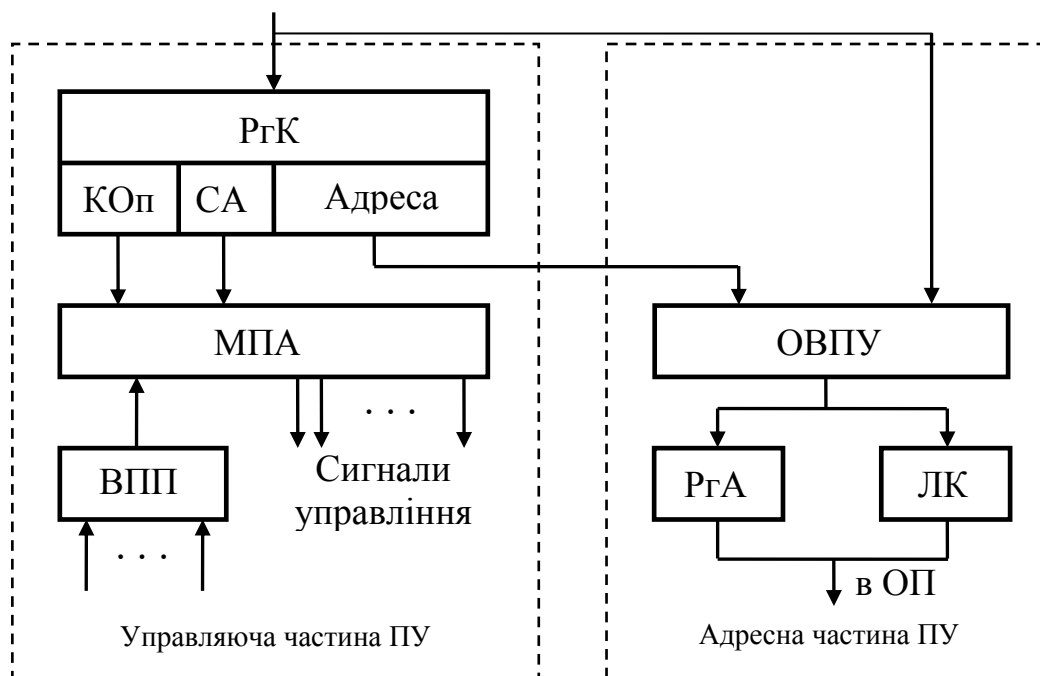 РгК
КОп СА Адреса
МПА
ОВПУ
. . .
ВПП
Сигнали
управління
РгА
ЛК
. . .
в ОП
Управляюча частина ПУ
Адресна частина ПУ